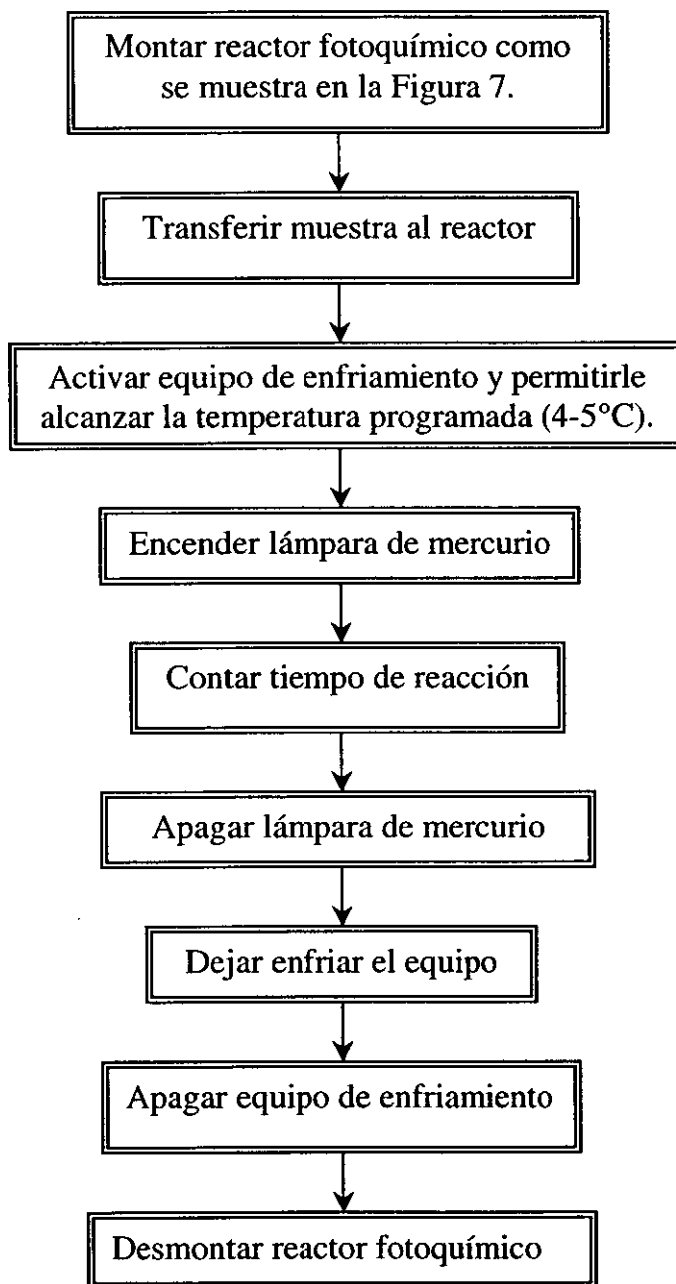 Montar reactor fotoquímico como
se muestra en la Figura 7.
Transferir muestra al reactor
Activar equipo de enfriamiento y permitirle
alcanzar la temperatura programada (4-5°C).
Encender lámpara de mercurio
Contar tiempo de reacción
Apagar lámpara de mercurio
Dejar enfriar el equipo
Apagar equipo de enfriamiento
Desmontar reactor fotoquímico